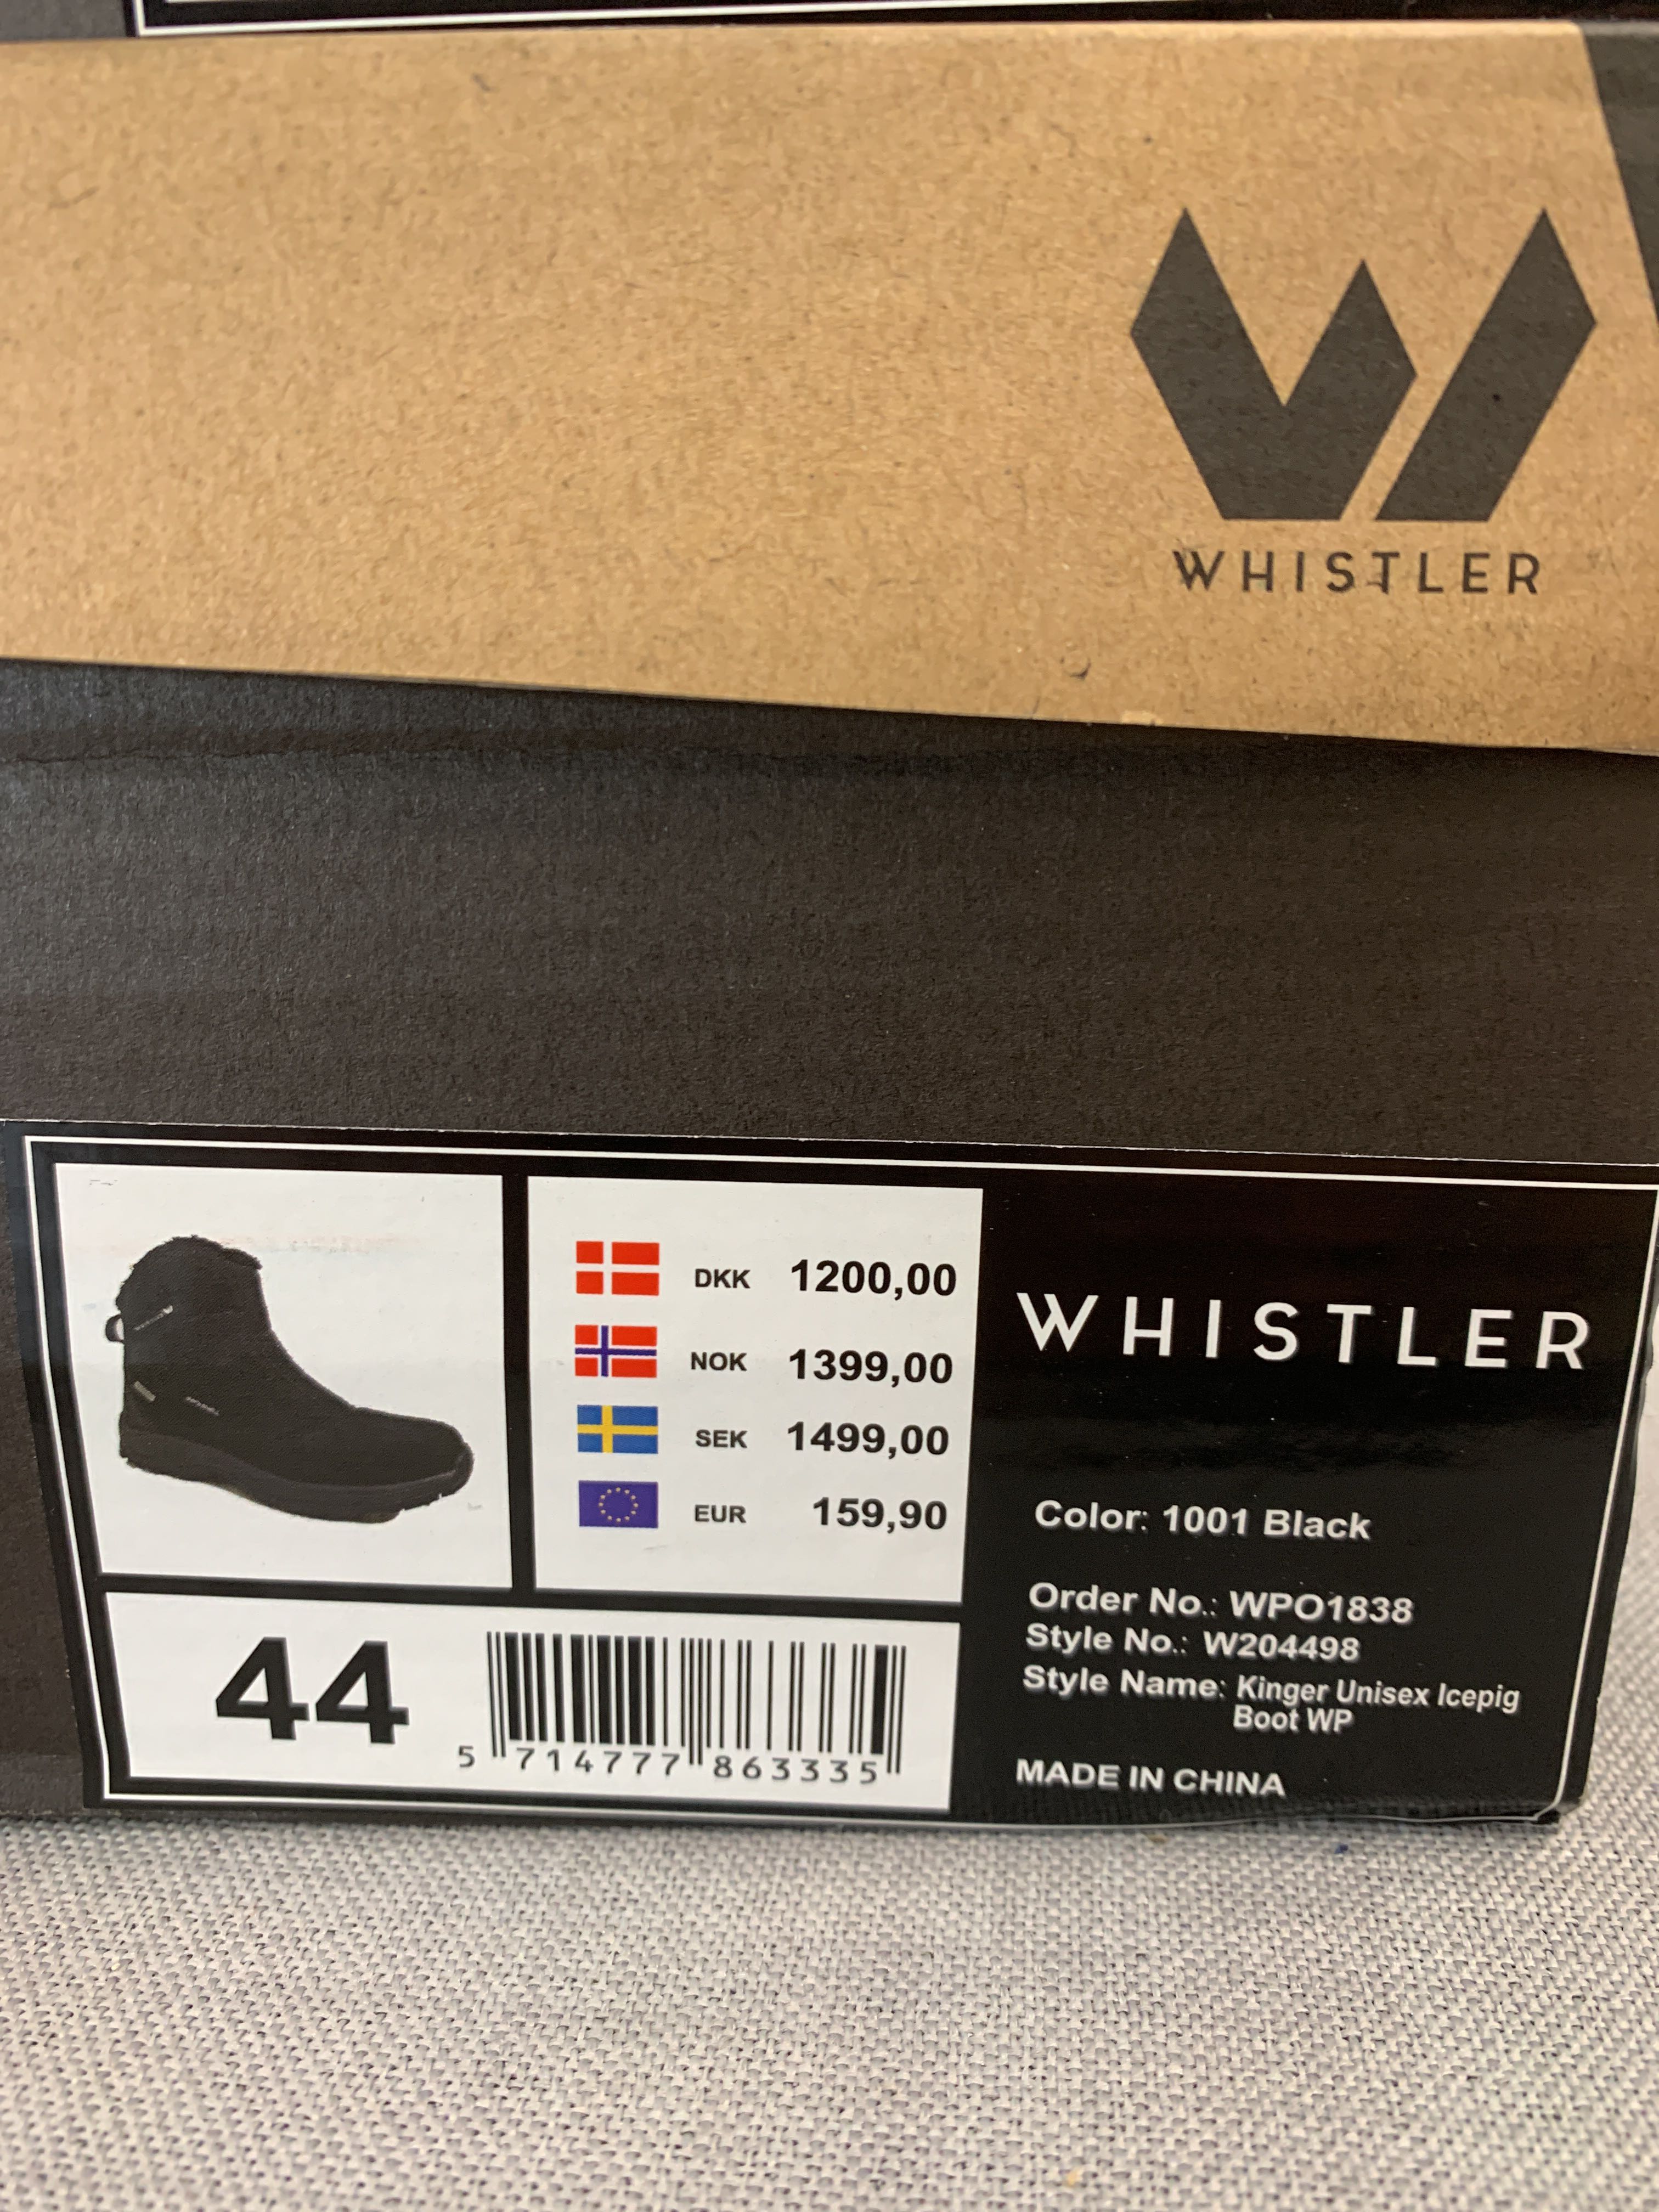 WHISTLER
DKK 1200,00
NOK 1399,00
SEK 1499,00
EUR 159,90
44
5 714777 863335
WHISTLER
Color: 1001 Black
Order No.: WPO1838
Style No.: W204498
Style Name: Kinger Unisex Icepig
Boot WP
MADE IN CHINA